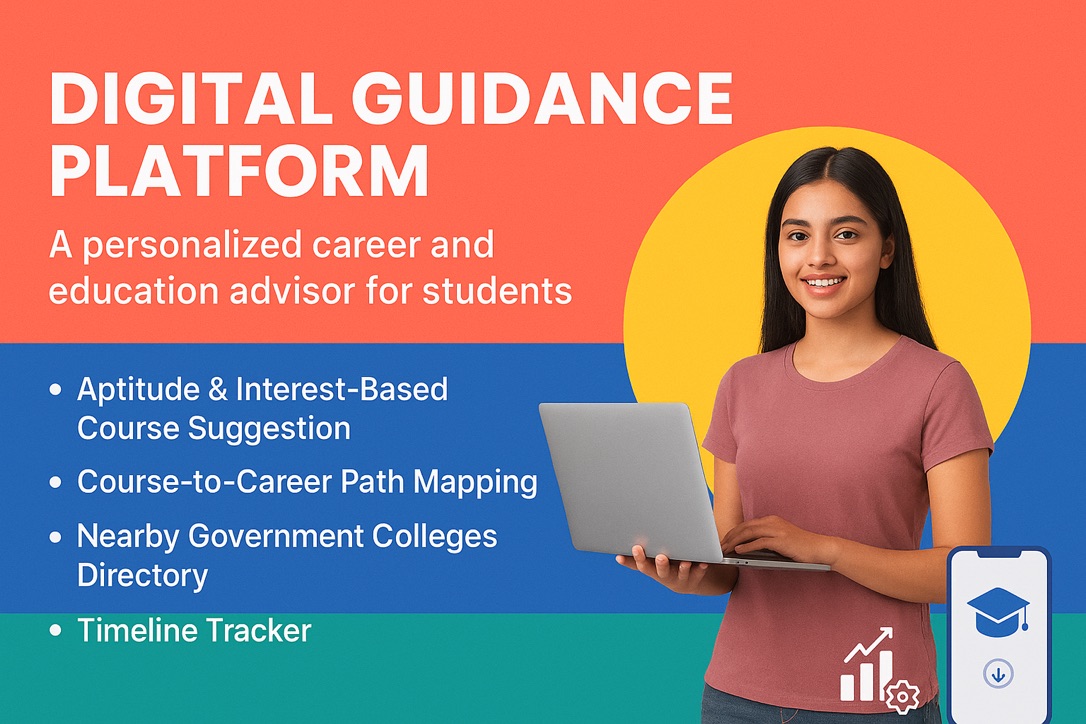 DIGITAL GUIDANCE
PLATFORM
A personalized career and
education advisor for students
• Aptitude & Interest-Based
Course Suggestion
• Course-to-Career Path Mapping
• Nearby Government Colleges
Directory
• Timeline Tracker